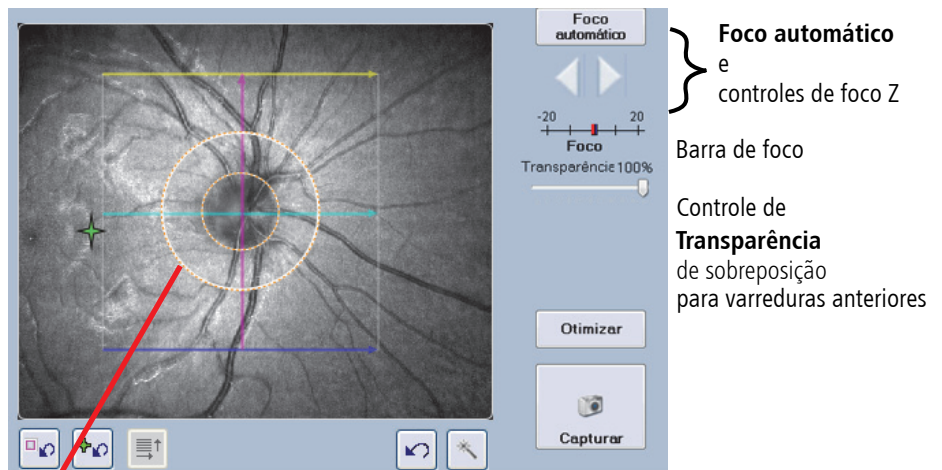 Foco
automático
-20
20
Foco
Transparência 100%
Otimizar
Capturar
Foco automático
e
controles de foco Z
Barra de foco
Controle de
Transparência
de sobreposição
para varreduras anteriores